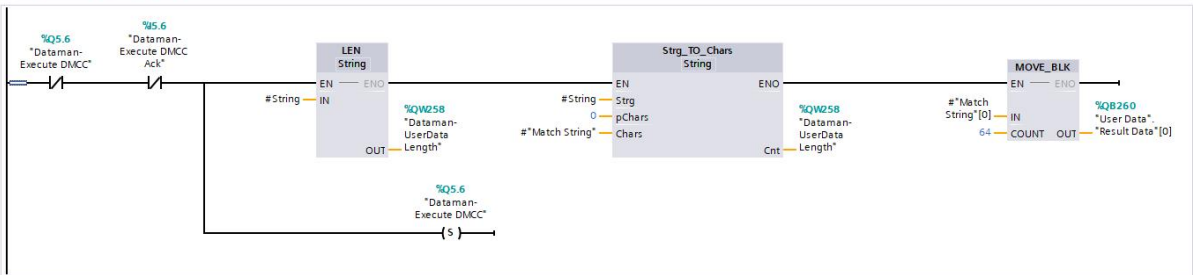 %Q5.6
"Dataman-
Execute DMCC"
%I5.6
"Dataman-
Execute DMCC
Ack"
LEN
String
EN
ENO
#String
IN
OUT
%QW258
"Dataman-
UserData
Length"
Strg_TO_Chars
String
EN
ENO
#String
Strg
0
pChars
#"Match String"
Chars
Cnt
%QW258
"Dataman-
UserData
Length"
MOVE_BLK
EN
ENO
#"Match
String"[0]
IN
64
COUNT
OUT
%QB260
"User Data".
"Result Data"[0]
%Q5.6
"Dataman-
Execute DMCC"
S